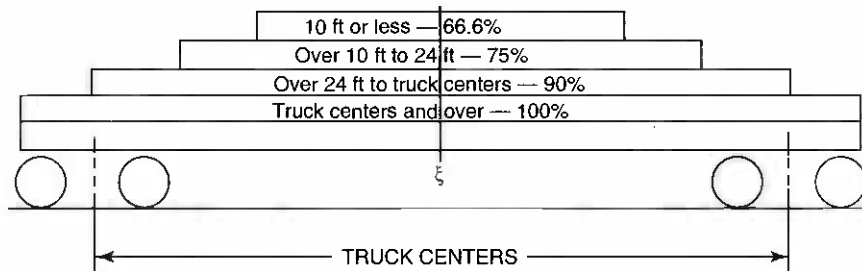 10 ft or less — 66.6%
Over 10 ft to 24 ft — 75%
Over 24 ft to truck centers — 90%
Truck centers and over — 100%
ξ
TRUCK CENTERS